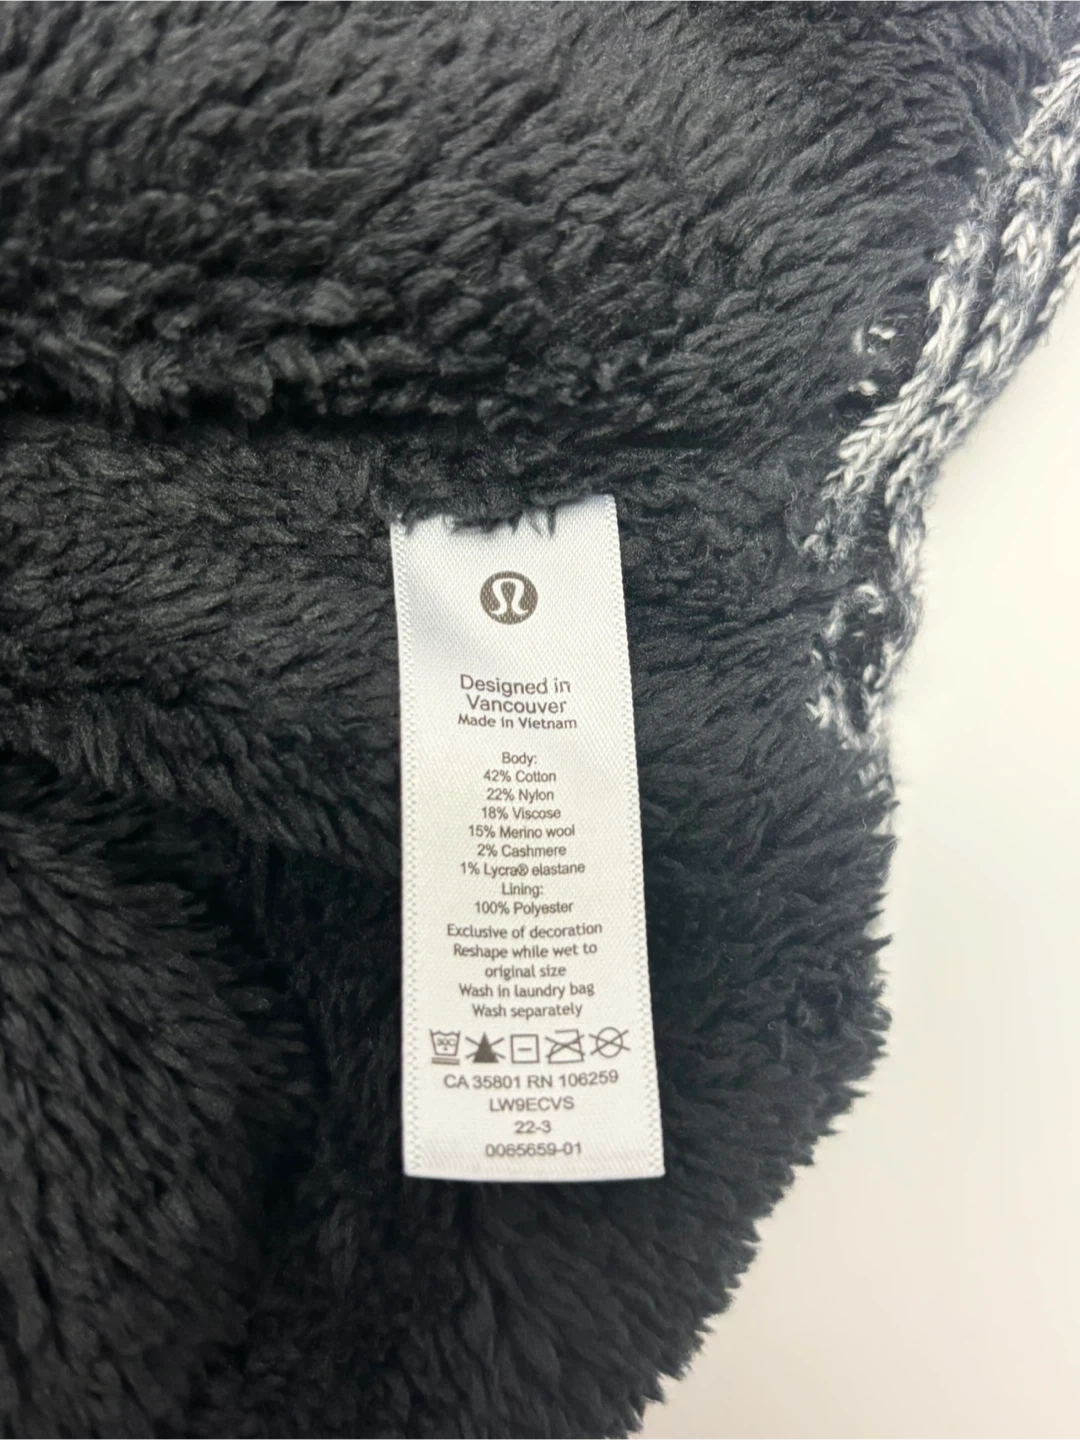 Designed in
Vancouver
Made in Vietnam
Body:
42% Cotton
22% Nylon
18% Viscose
15% Merino wool
2% Cashmere
1% Lycra® elastane
Lining:
100% Polyester
Exclusive of decoration
Reshape while wet to
original size
Wash in laundry bag
Wash separately
CA 35801 RN 106259
LW9ECVS
22-3
0065659-01